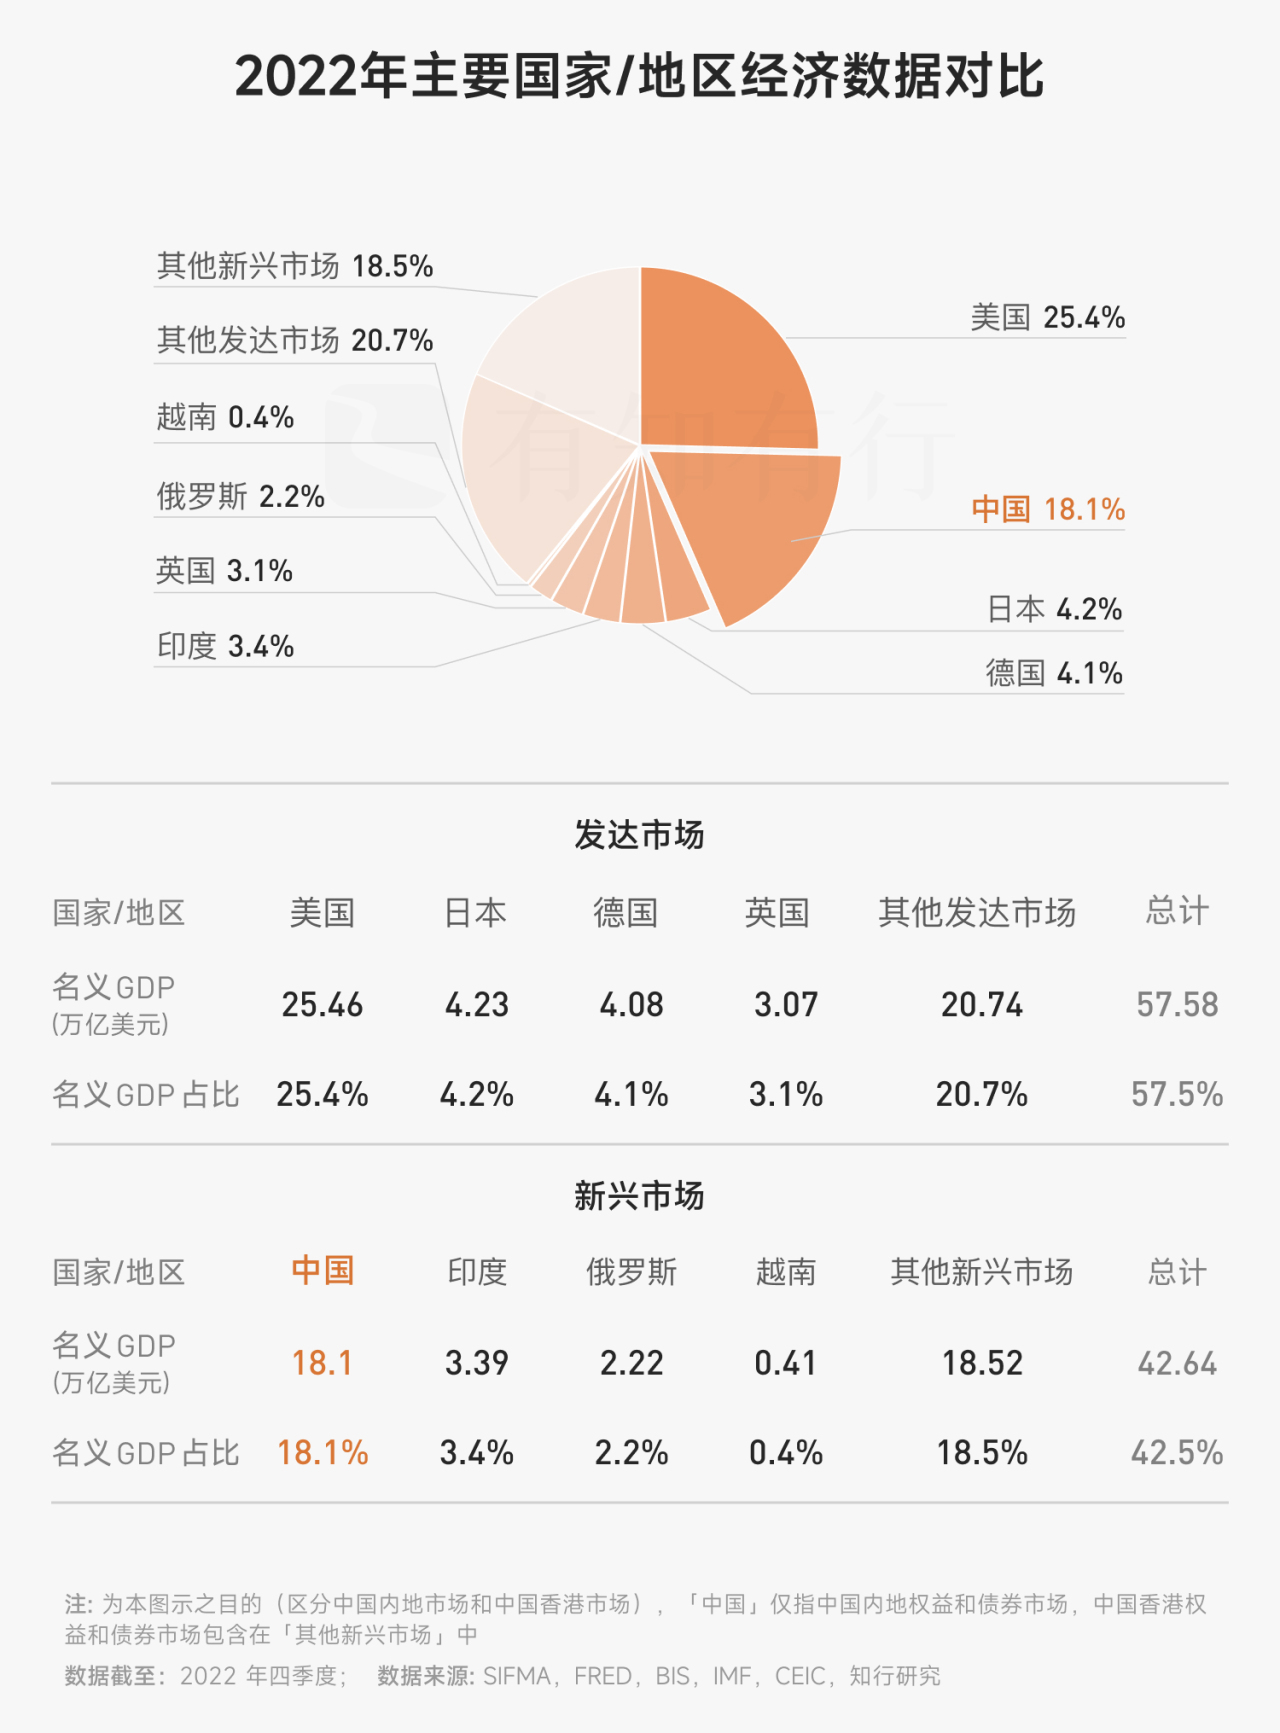 2022年主要国家/地区经济数据对比
其他新兴市场 18.5%
其他发达市场 20.7%
越南 0.4%
俄罗斯 2.2%
英国 3.1%
印度 3.4%
美国 25.4%
中国 18.1%
日本 4.2%
德国 4.1%
有知有行
发达市场
国家/地区 美国 日本 德国 英国 其他发达市场 总计
名义GDP
(万亿美元) 25.46 4.23 4.08 3.07 20.74 57.58
名义GDP占比 25.4% 4.2% 4.1% 3.1% 20.7% 57.5%
新兴市场
国家/地区 中国 印度 俄罗斯 越南 其他新兴市场 总计
名义GDP
(万亿美元) 18.1 3.39 2.22 0.41 18.52 42.64
名义GDP占比 18.1% 3.4% 2.2% 0.4% 18.5% 42.5%
注: 为本图示之目的（区分中国内地市场和中国香港市场），「中国」仅指中国内地权益和债券市场，中国香港权
益和债券市场包含在「其他新兴市场」中
数据截至：2022 年四季度； 数据来源: SIFMA，FRED，BIS，IMF，CEIC，知行研究